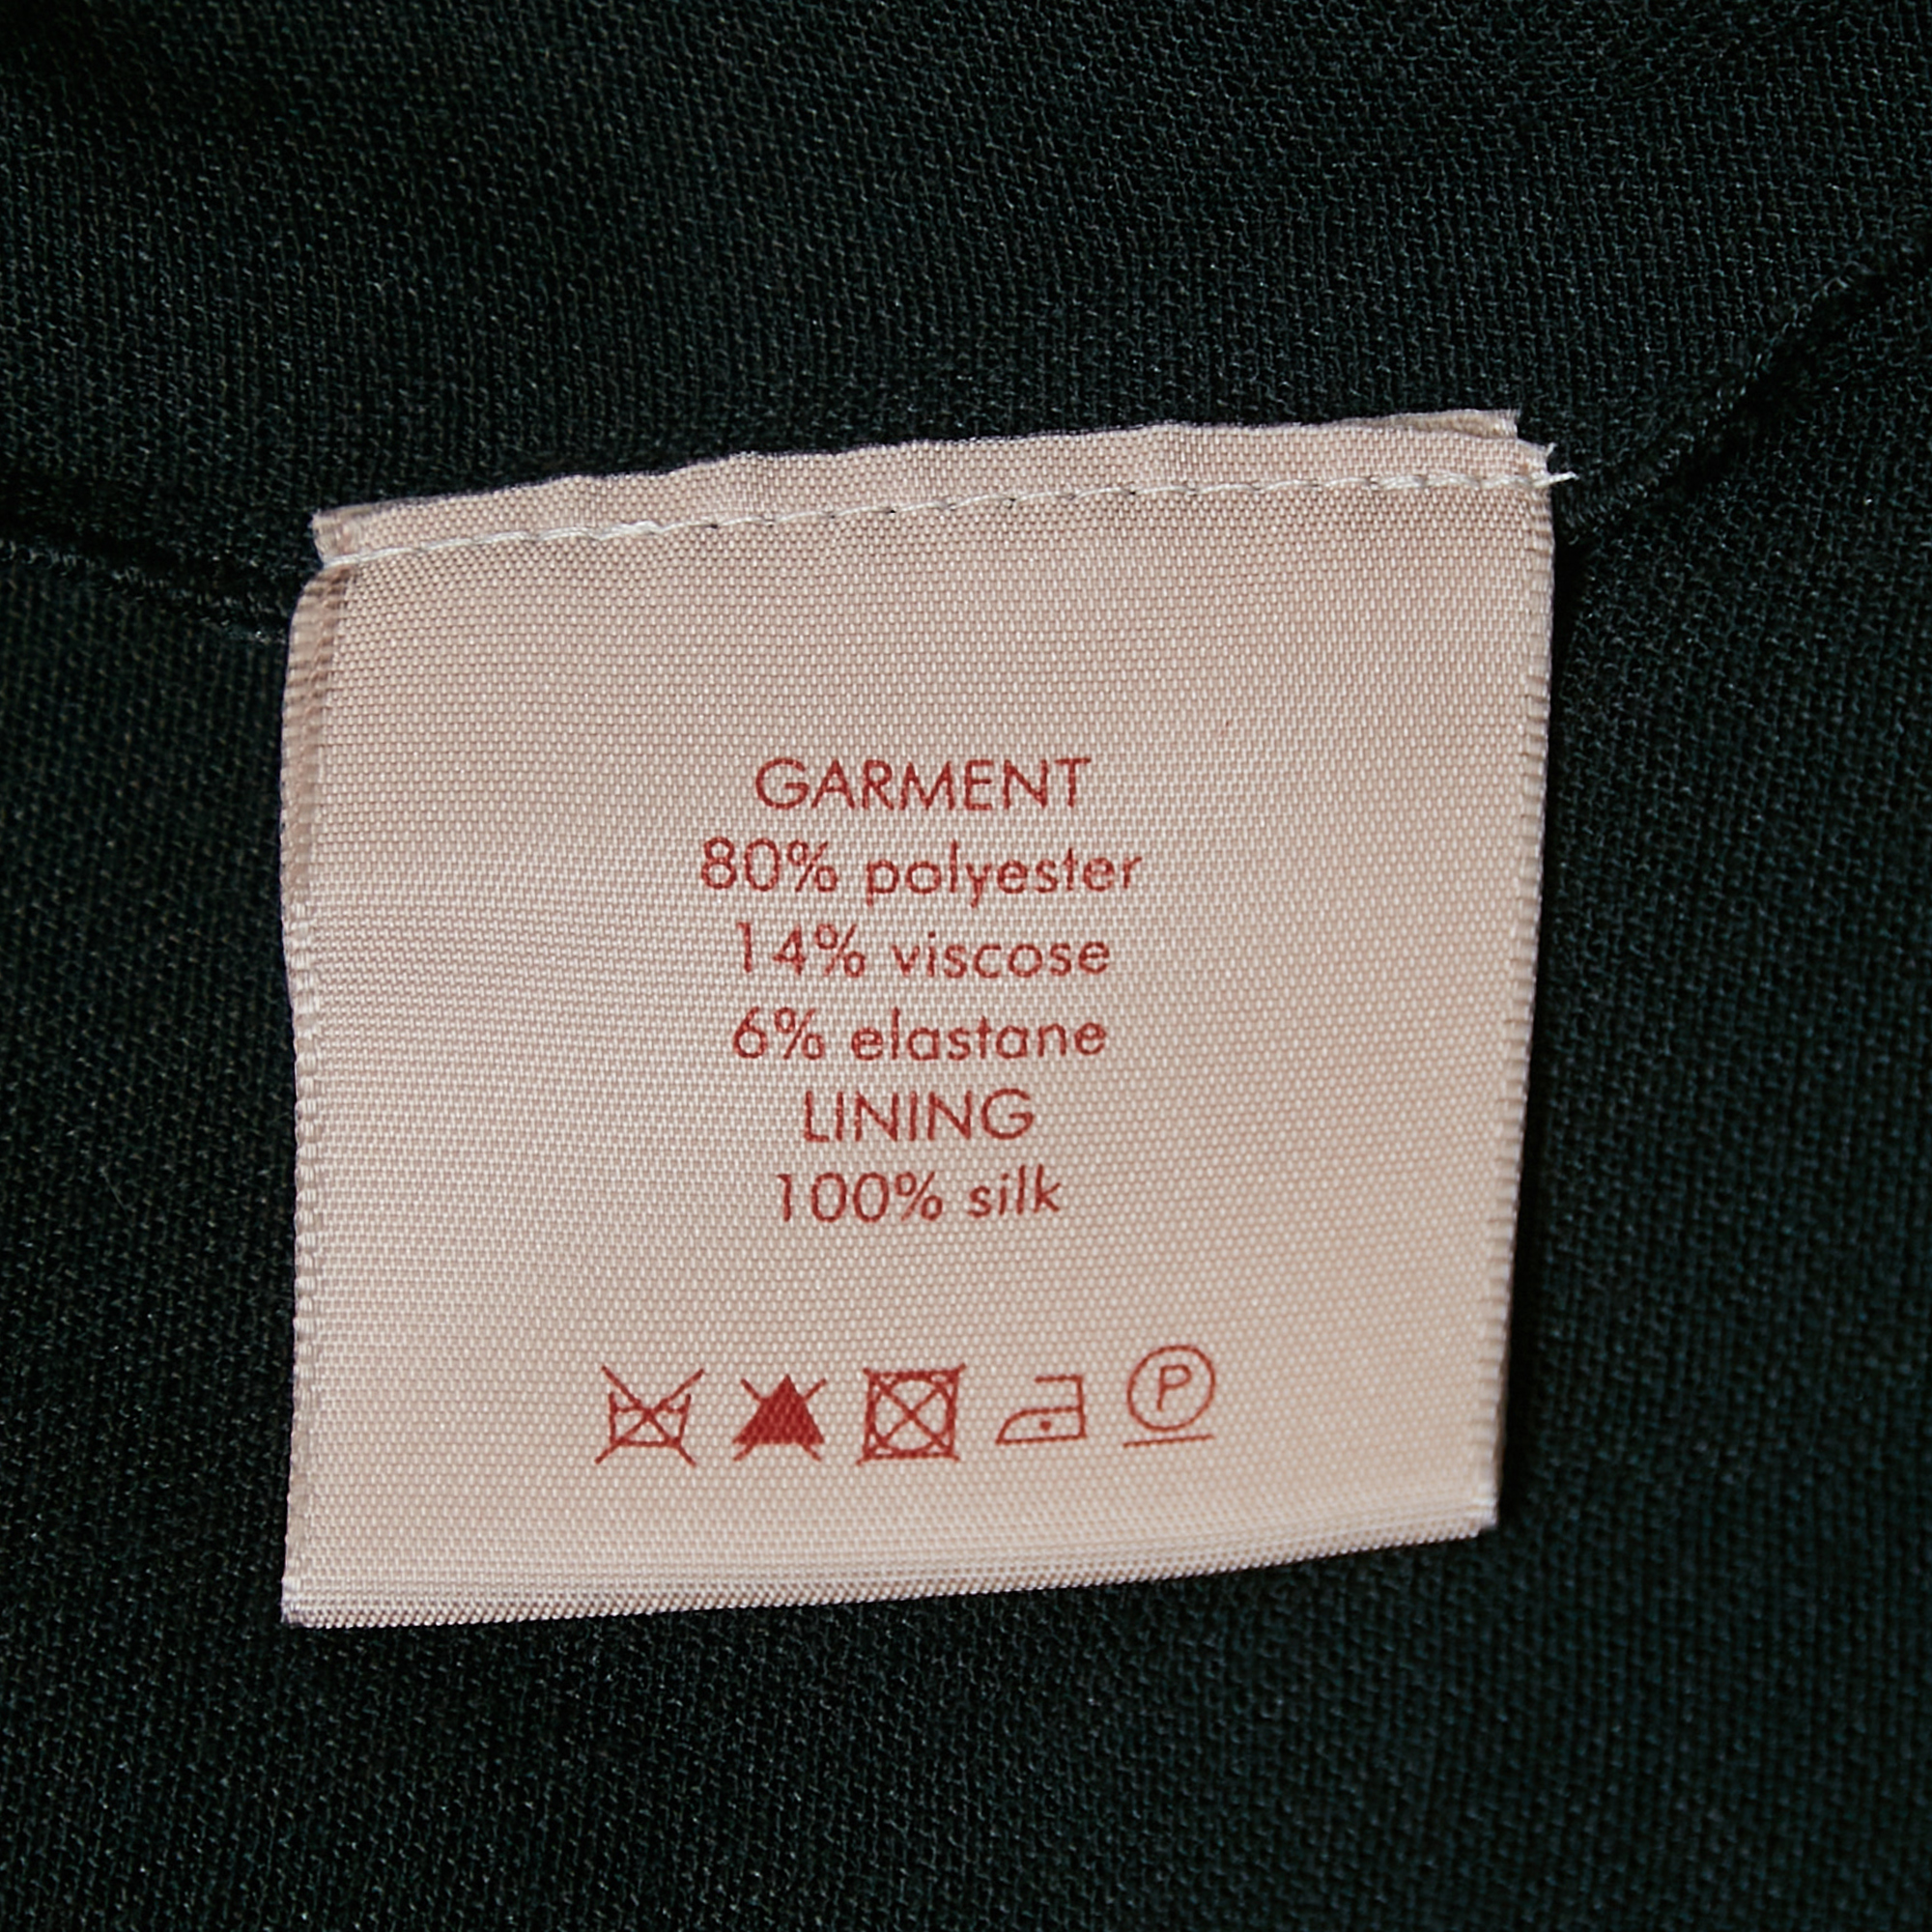 GARMENT
80% polyester
14% viscose
6% elastane
LINING
100% silk
P